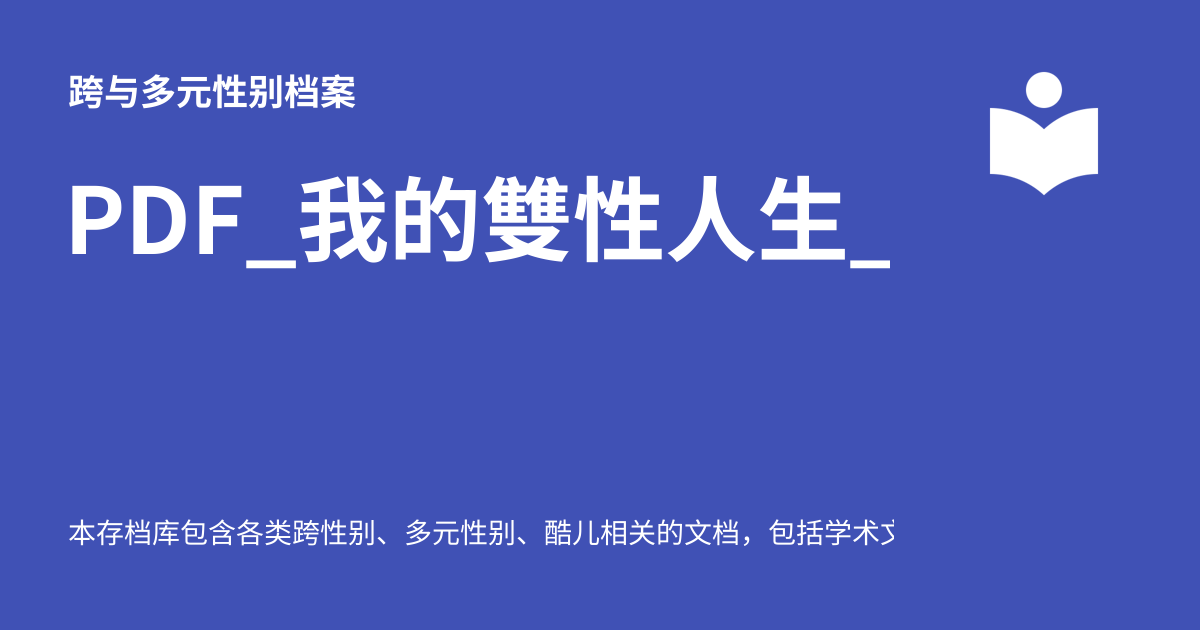 跨与多元性别档案
PDF_我的雙性人生_
本存档库包含各类跨性别、多元性别、酷儿相关的文档，包括学术